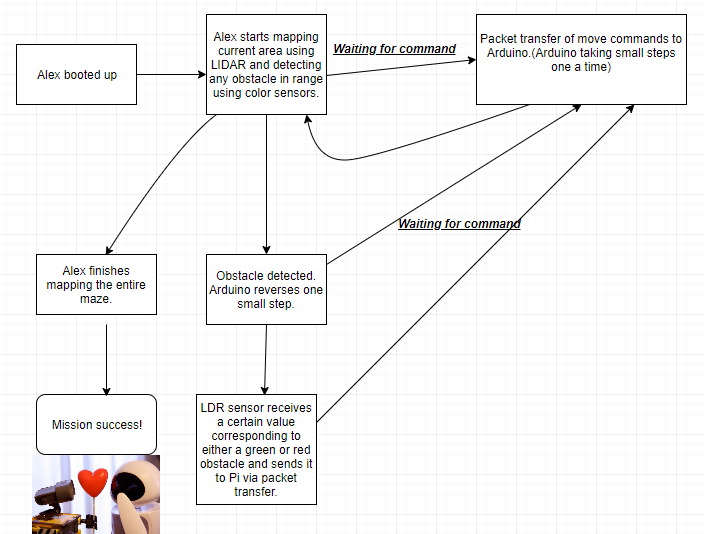 Alex booted up
Alex starts mapping
current area using
LIDAR and detecting
any obstacle in range
using color sensors.
Waiting for command
Packet transfer of move commands to
Arduino.(Arduino taking small steps
one a time)
Waiting for command
Alex finishes
mapping the entire
maze.
Obstacle detected.
Arduino reverses one
small step.
Mission success!
LDR sensor receives
a certain value
corresponding to
either a green or red
obstacle and sends it
to Pi via packet
transfer.